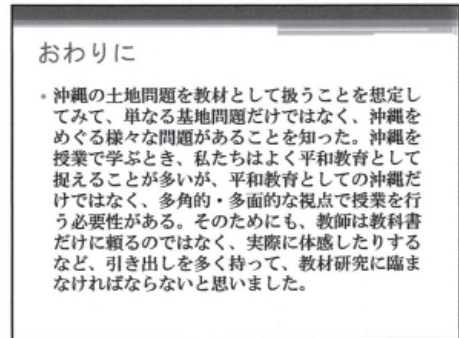 おわりに
・沖縄の土地問題を教材として扱うことを想定し
てみて、単なる基地問題だけではなく、沖縄を
めぐる様々な問題があることを知った。沖縄を
授業で学ぶとき、私たちはよく平和教育として
捉えることが多いが、平和教育としての沖縄だ
けではなく、多角的・多面的な視点で授業を行
う必要性がある。そのためにも、教師は教科書
だけに頼るのではなく、実際に体感したりする
など、引き出しを多く持って、教材研究に臨ま
なければならないと思いました。